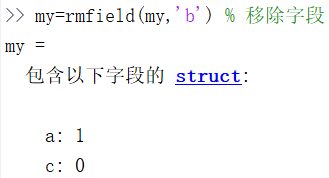 >> my=rmfield(my,'b') % 移除字段
my =
包含以下字段的 struct:
a: 1
c: 0